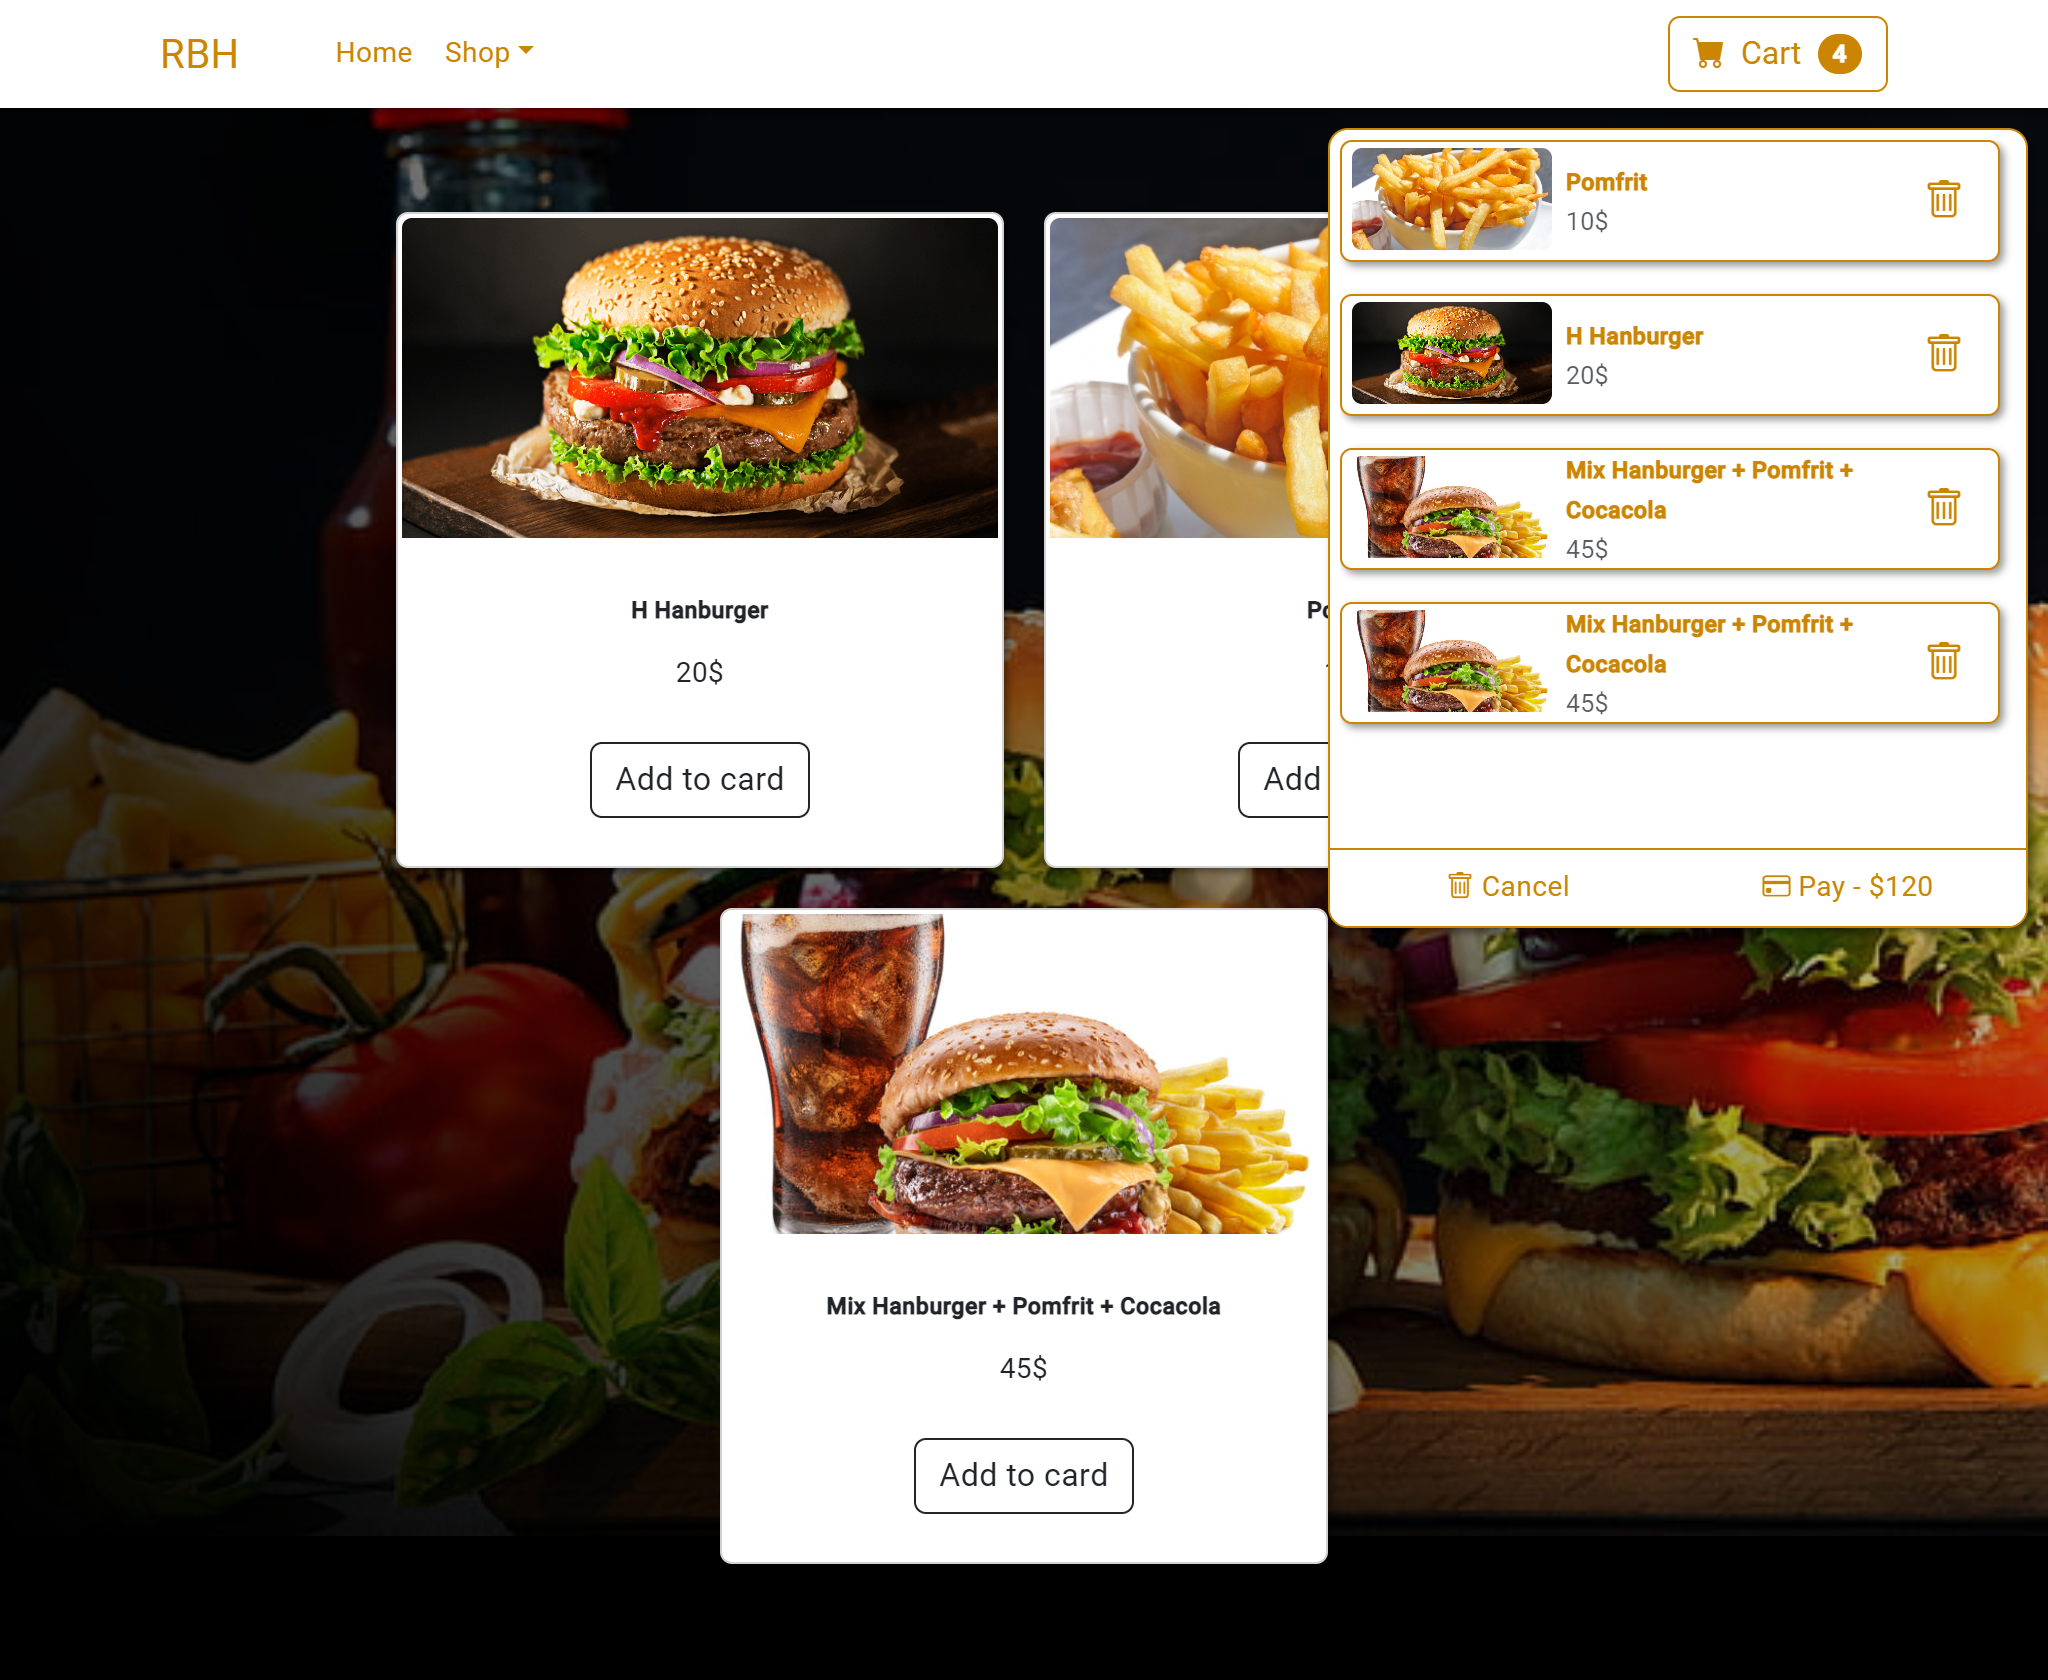 RBH
Home
Shop
Cart 4
Pomfrit
10$
H Hanburger
20$
Mix Hanburger + Pomfrit +
Cocacola
45$
Mix Hanburger + Pomfrit +
Cocacola
45$
Cancel
Pay - $120
H Hanburger
20$
Add to card
Add
Mix Hanburger + Pomfrit + Cocacola
45$
Add to card